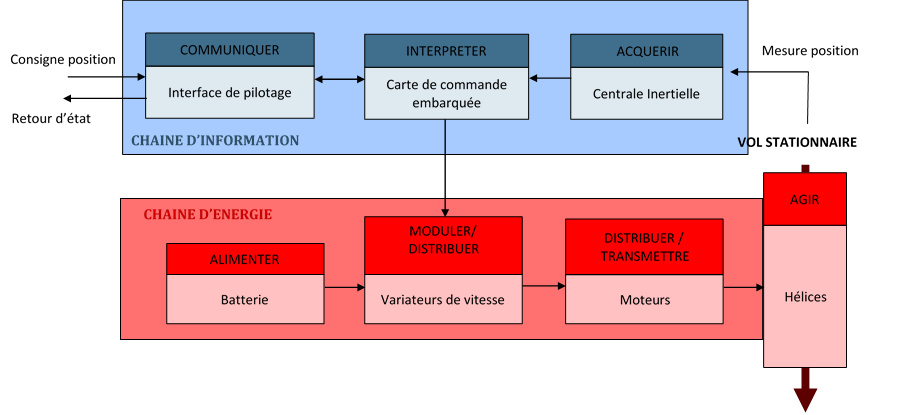 COMMUNIQUER
INTERPRETER
ACQUERIR
Consigne position
Mesure position
Interface de pilotage
Carte de commande
embarquée
Centrale Inertielle
Retour d’état
CHAINE D’INFORMATION
VOL STATIONNAIRE
CHAINE D’ENERGIE
AGIR
MODULER/
DISTRIBUER
DISTRIBUER /
TRANSMETTRE
ALIMENTER
Batterie
Variateurs de vitesse
Moteurs
Hélices